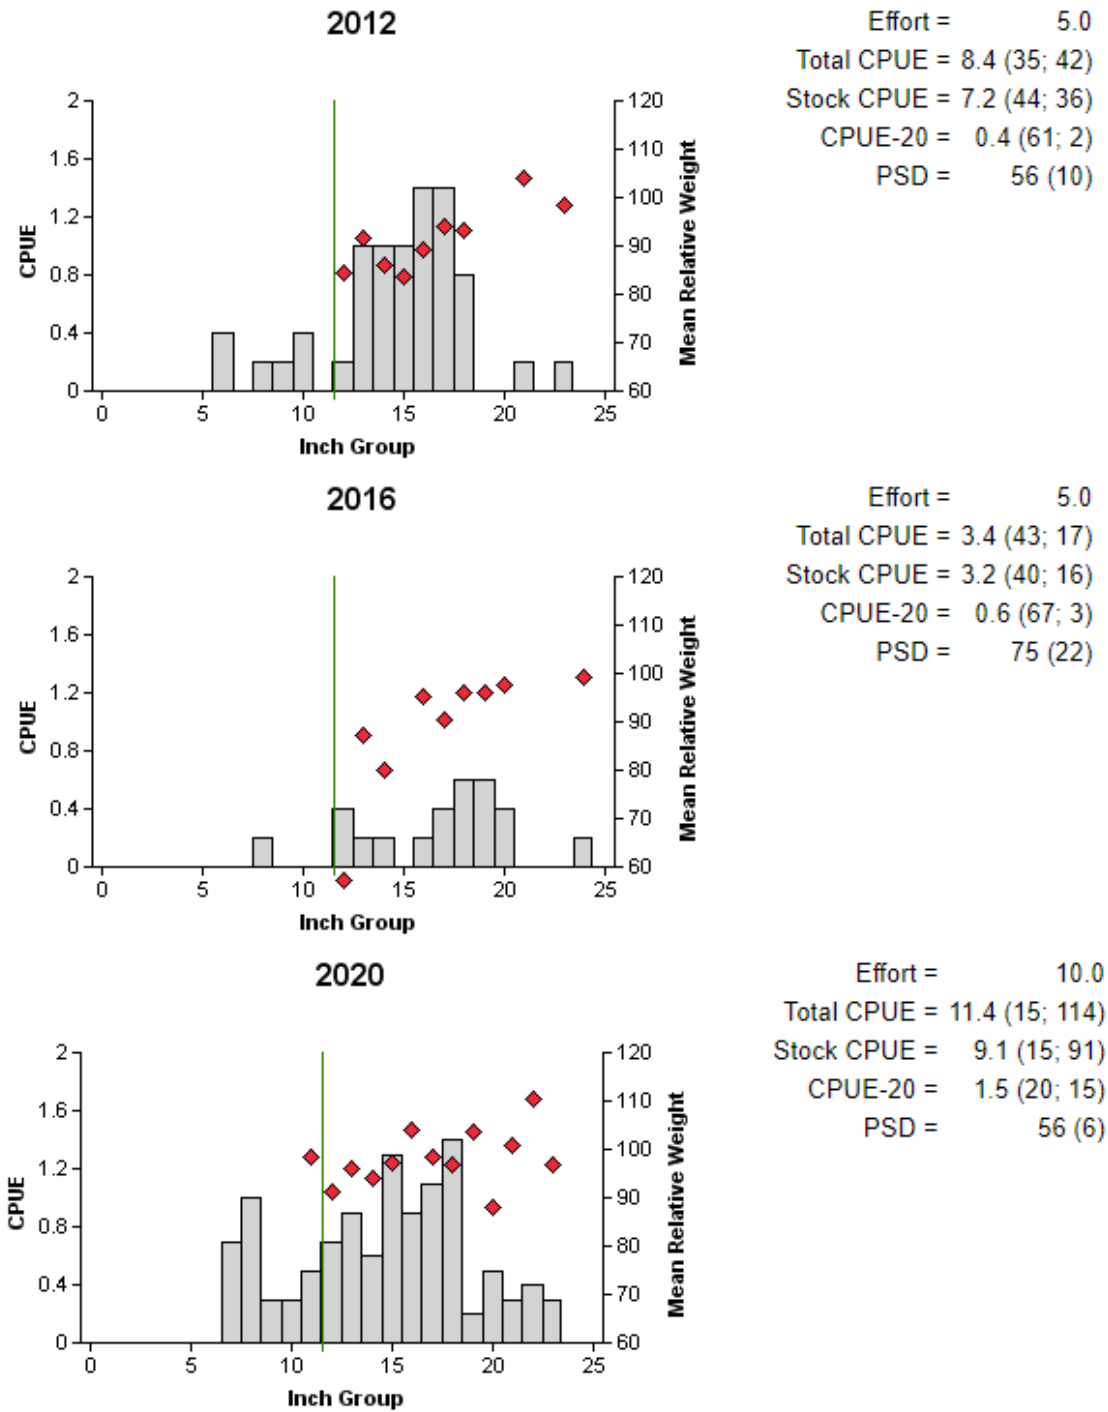 2012
Effort = 5.0
Total CPUE = 8.4 (35; 42)
Stock CPUE = 7.2 (44; 36)
CPUE-20 = 0.4 (61; 2)
PSD = 56 (10)
2 120
110
1.6
100
1.2
90
0.8
80
0.4
70
0 60
CPUE
Mean Relative Weight
0 5 10 15 20 25
Inch Group
2016
Effort = 5.0
Total CPUE = 3.4 (43; 17)
Stock CPUE = 3.2 (40; 16)
CPUE-20 = 0.6 (67; 3)
PSD = 75 (22)
2 120
110
1.6
100
1.2
90
0.8
80
0.4
70
0 60
CPUE
Mean Relative Weight
0 5 10 15 20 25
Inch Group
2020
Effort = 10.0
Total CPUE = 11.4 (15; 114)
Stock CPUE = 9.1 (15; 91)
CPUE-20 = 1.5 (20; 15)
PSD = 56 (6)
2 120
110
1.6
100
1.2
90
0.8
80
0.4
70
0 60
CPUE
Mean Relative Weight
0 5 10 15 20 25
Inch Group